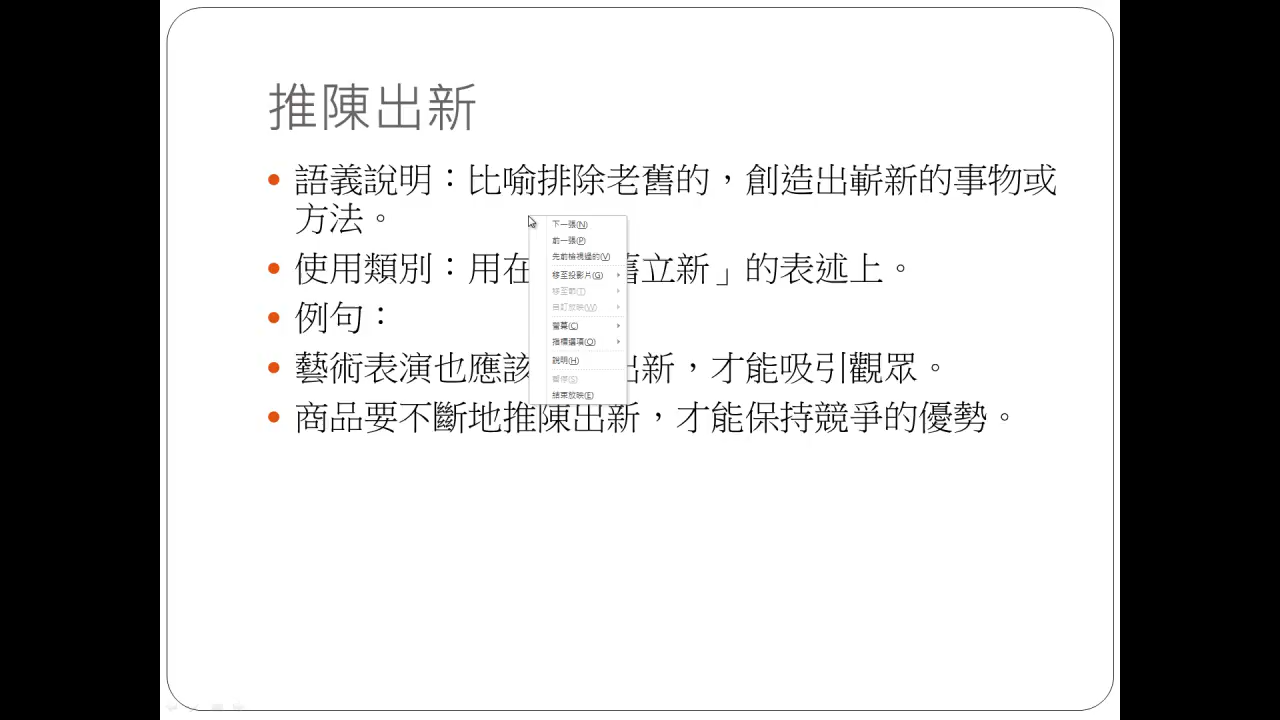 推陳出新
語義說明：比喻排除老舊的，創造出嶄新的事物或
方法。
使用類別：用在 舊立新」的表述上。
例句：
藝術表演也應該 出新，才能吸引觀眾。
商品要不斷地推陳出新，才能保持競爭的優勢。
下一張(N)
前一張(P)
先前檢視過的(V)
移至投影片(G)
移至節(T)
自訂放映(W)
螢幕(C)
指標選項(O)
說明(H)
暫停(S)
結束放映(E)